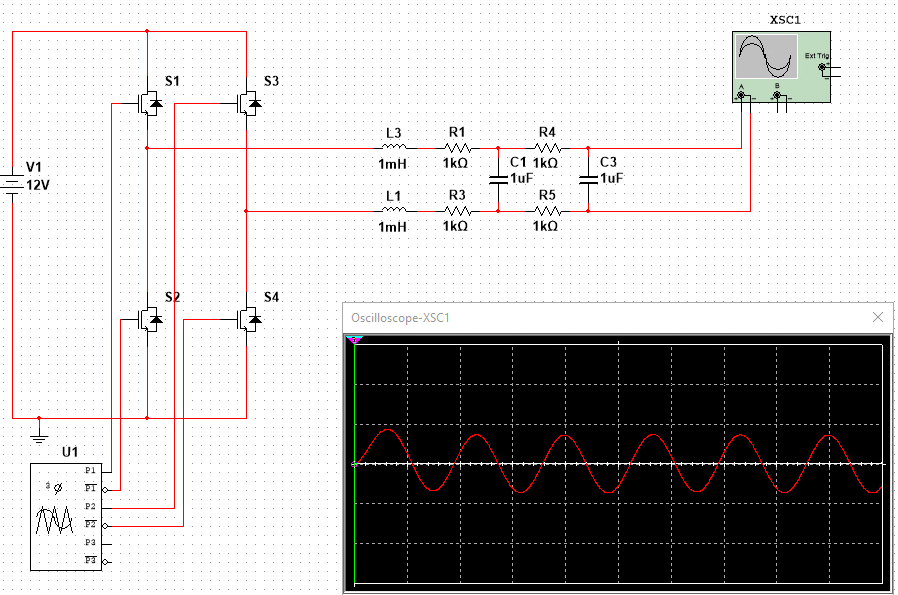 XSC1
Ext Trig
+
-
A
B
+ - + -
S1
S3
L3
R1
R4
1mH
1kΩ
C1
1kΩ
C3
1uF
1uF
V1
12V
L1
R3
R5
1mH
1kΩ
1kΩ
S2
S4
Oscilloscope-XSC1
U1
P1
P1
P2
P2
P3
P3
3 Ø